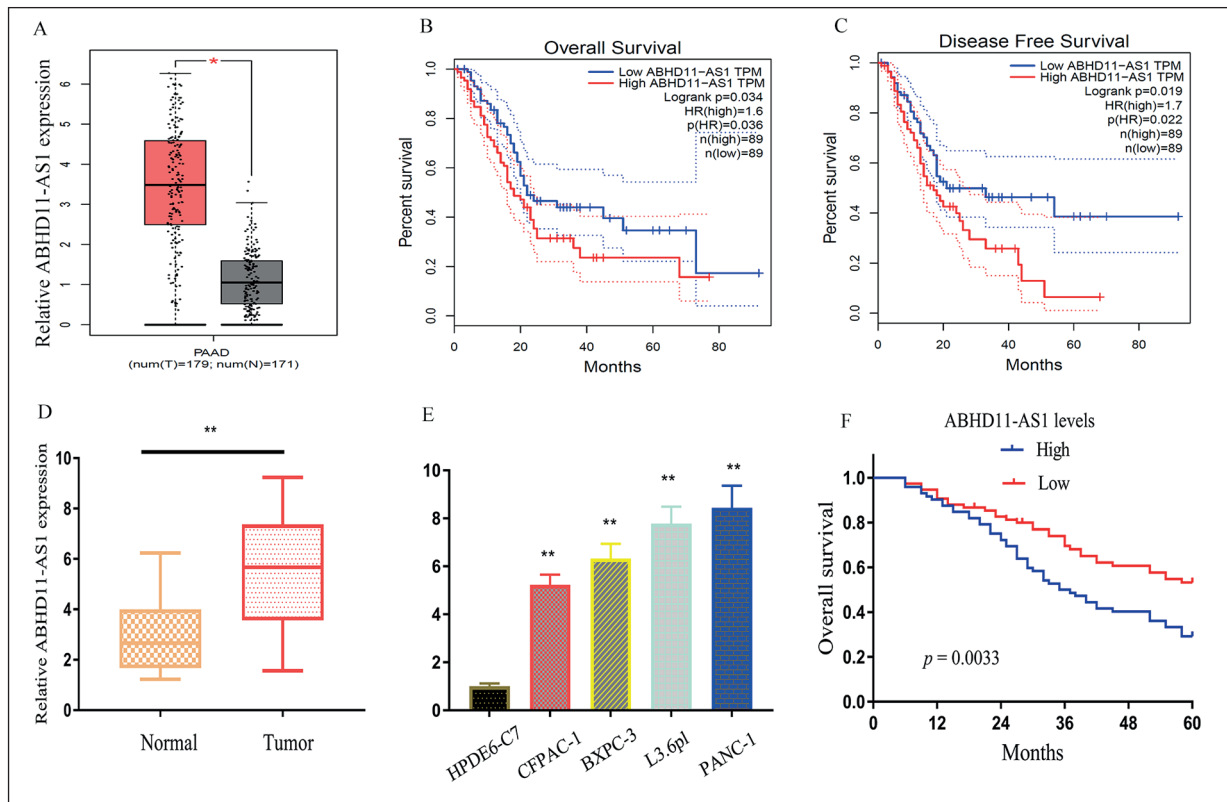 A
Relative ABHD11-AS1 expression
6
5
4
3
2
1
0
*
PAAD
(num(T)=179; num(N)=171)
B
Overall Survival
Low ABHD11−AS1 TPM
High ABHD11−AS1 TPM
Logrank p=0.034
HR(high)=1.6
p(HR)=0.036
n(high)=89
n(low)=89
Percent survival
1.0
0.8
0.6
0.4
0.2
0.0
0 20 40 60 80
Months
C
Disease Free Survival
Low ABHD11−AS1 TPM
High ABHD11−AS1 TPM
Logrank p=0.019
HR(high)=1.7
p(HR)=0.022
n(high)=89
n(low)=89
Percent survival
1.0
0.8
0.6
0.4
0.2
0.0
0 20 40 60 80
Months
D
Relative ABHD11-AS1 expression
**
10
8
6
4
2
0
Normal Tumor
E
10
8
6
4
2
0
** ** ** **
HPDE6-C7 CFPAC-1 BXPC-3 L3.6pl PANC-1
F
ABHD11-AS1 levels
High
Low
Overall survival
1.0
0.8
0.6
0.4
0.2
0.0
p = 0.0033
0 12 24 36 48 60
Months